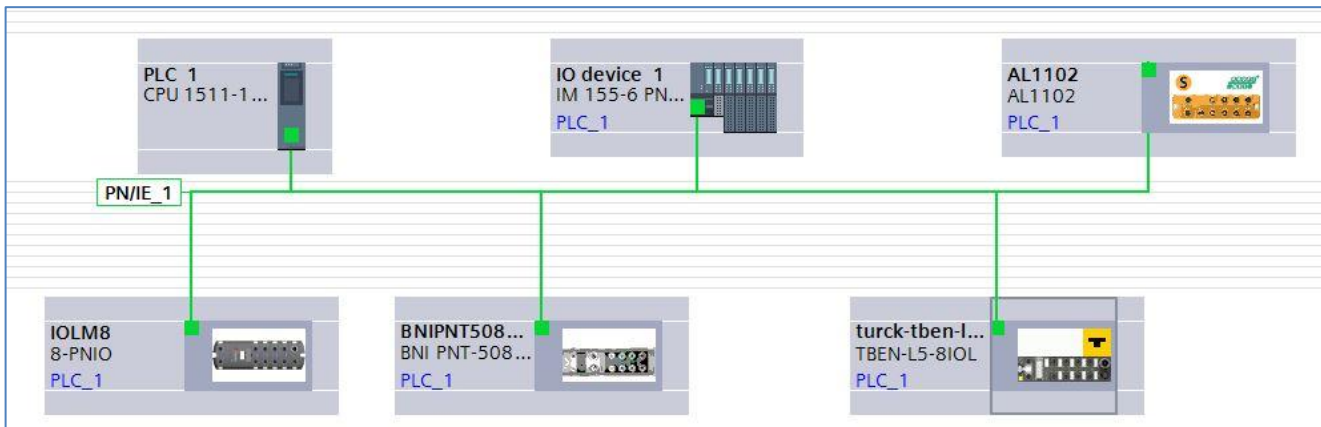 PLC_1
CPU 1511-1...
IO device_1
IM 155-6 PN...
PLC_1
AL1102
AL1102
PLC_1
PN/IE_1
IOLM8
8-PNIO
PLC_1
BNIPNT508...
BNI PNT-508...
PLC_1
turck-tben-l...
TBEN-L5-8IOL
PLC_1